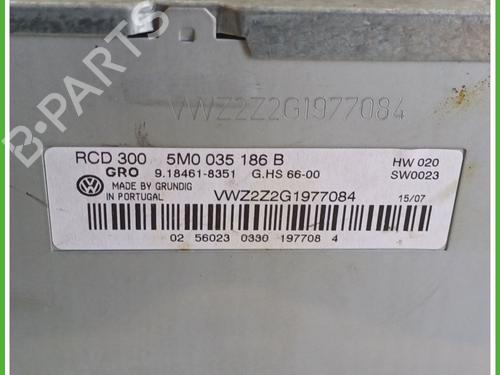 VWZ2Z2G1977084
RCD 300 5M0 035 186 B
GRO 9.18461-8351 G.HS 66-00 HW 020
MADE BY GRUNDIG SW0023
IN PORTUGAL VWZ2Z2G1977084 15/07
02 56023 0330 197708 4